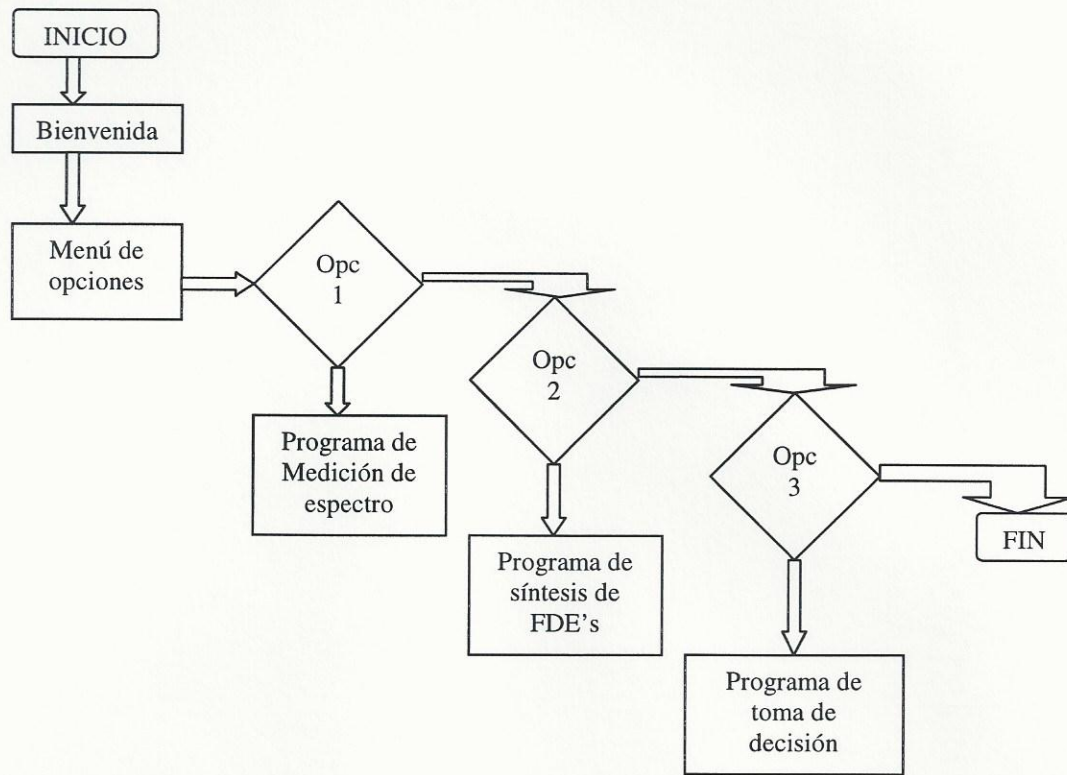 INICIO
Bienvenida
Menú de
opciones
Opc
1
Programa de
Medición de
espectro
Opc
2
Programa de
síntesis de
FDE's
Opc
3
Programa de
toma de
decisión
FIN